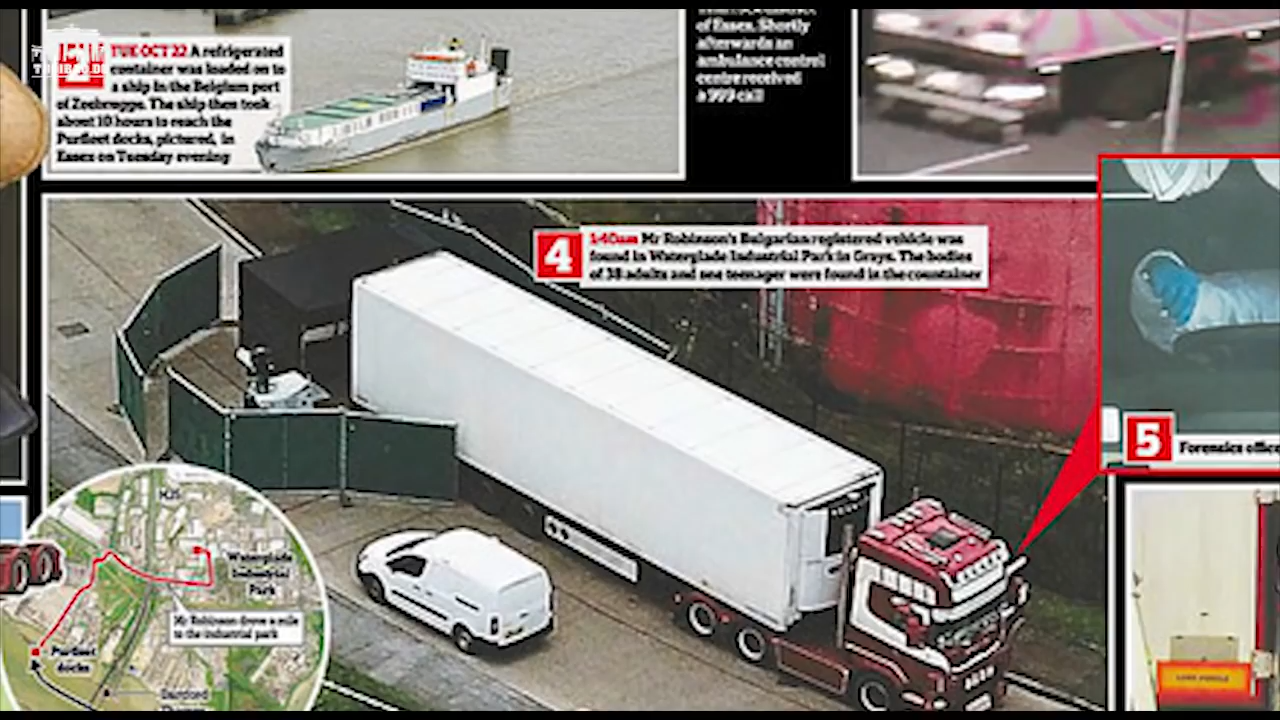 2
TUE OCT 22 A refrigerated
container was loaded on to
a ship in the Belgium port
of Zeebrugge. The ship then took
about 10 hours to reach the
Purfleet docks, pictured, in
Essex on Tuesday evening
of Essex. Shortly
afterwards an
ambulance control
centre received
a 999 call
4
1:40am Mr Robinson's Bulgarian registered vehicle was
found in Waterglade Industrial Park in Grays. The bodies
of 38 adults and one teenager were found in the countainer
5
Forensics office
Waterglade
Industrial
Park
Mr Robinson drove a mile
to the industrial park
Purfleet
docks